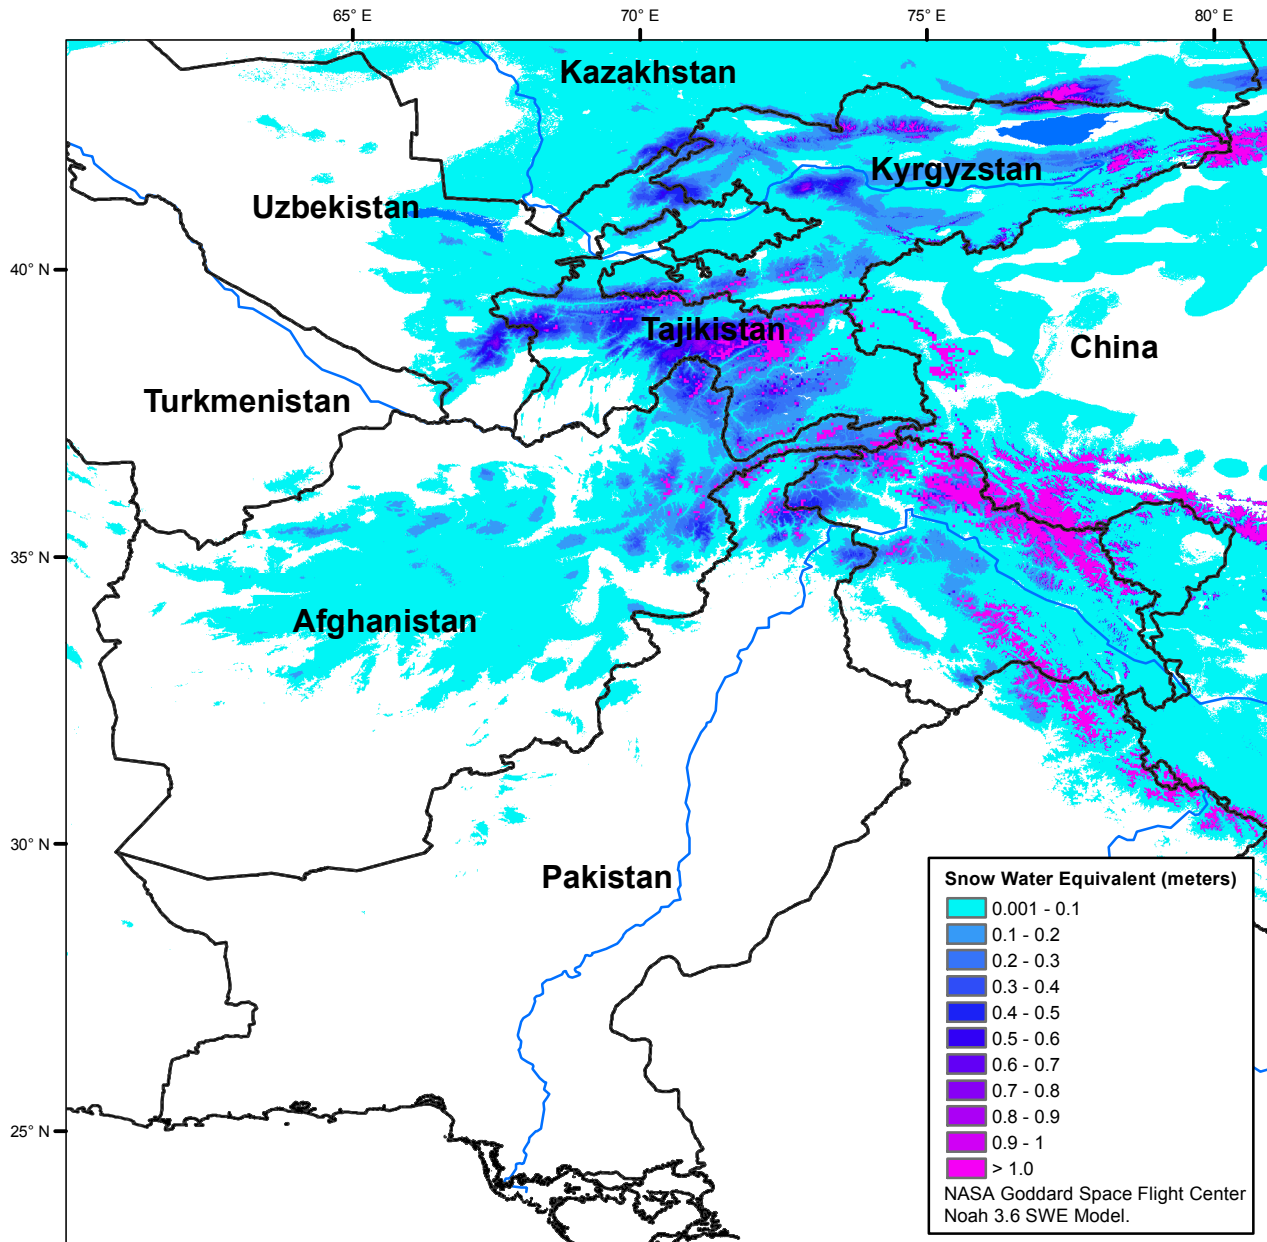 65° E
70° E
75° E
80° E
Kazakhstan
Kyrgyzstan
Uzbekistan
40° N
Tajikistan
China
Turkmenistan
35° N
Afghanistan
30° N
Pakistan
25° N
Snow Water Equivalent (meters)
0.001 - 0.1
0.1 - 0.2
0.2 - 0.3
0.3 - 0.4
0.4 - 0.5
0.5 - 0.6
0.6 - 0.7
0.7 - 0.8
0.8 - 0.9
0.9 - 1
> 1.0
NASA Goddard Space Flight Center
Noah 3.6 SWE Model.